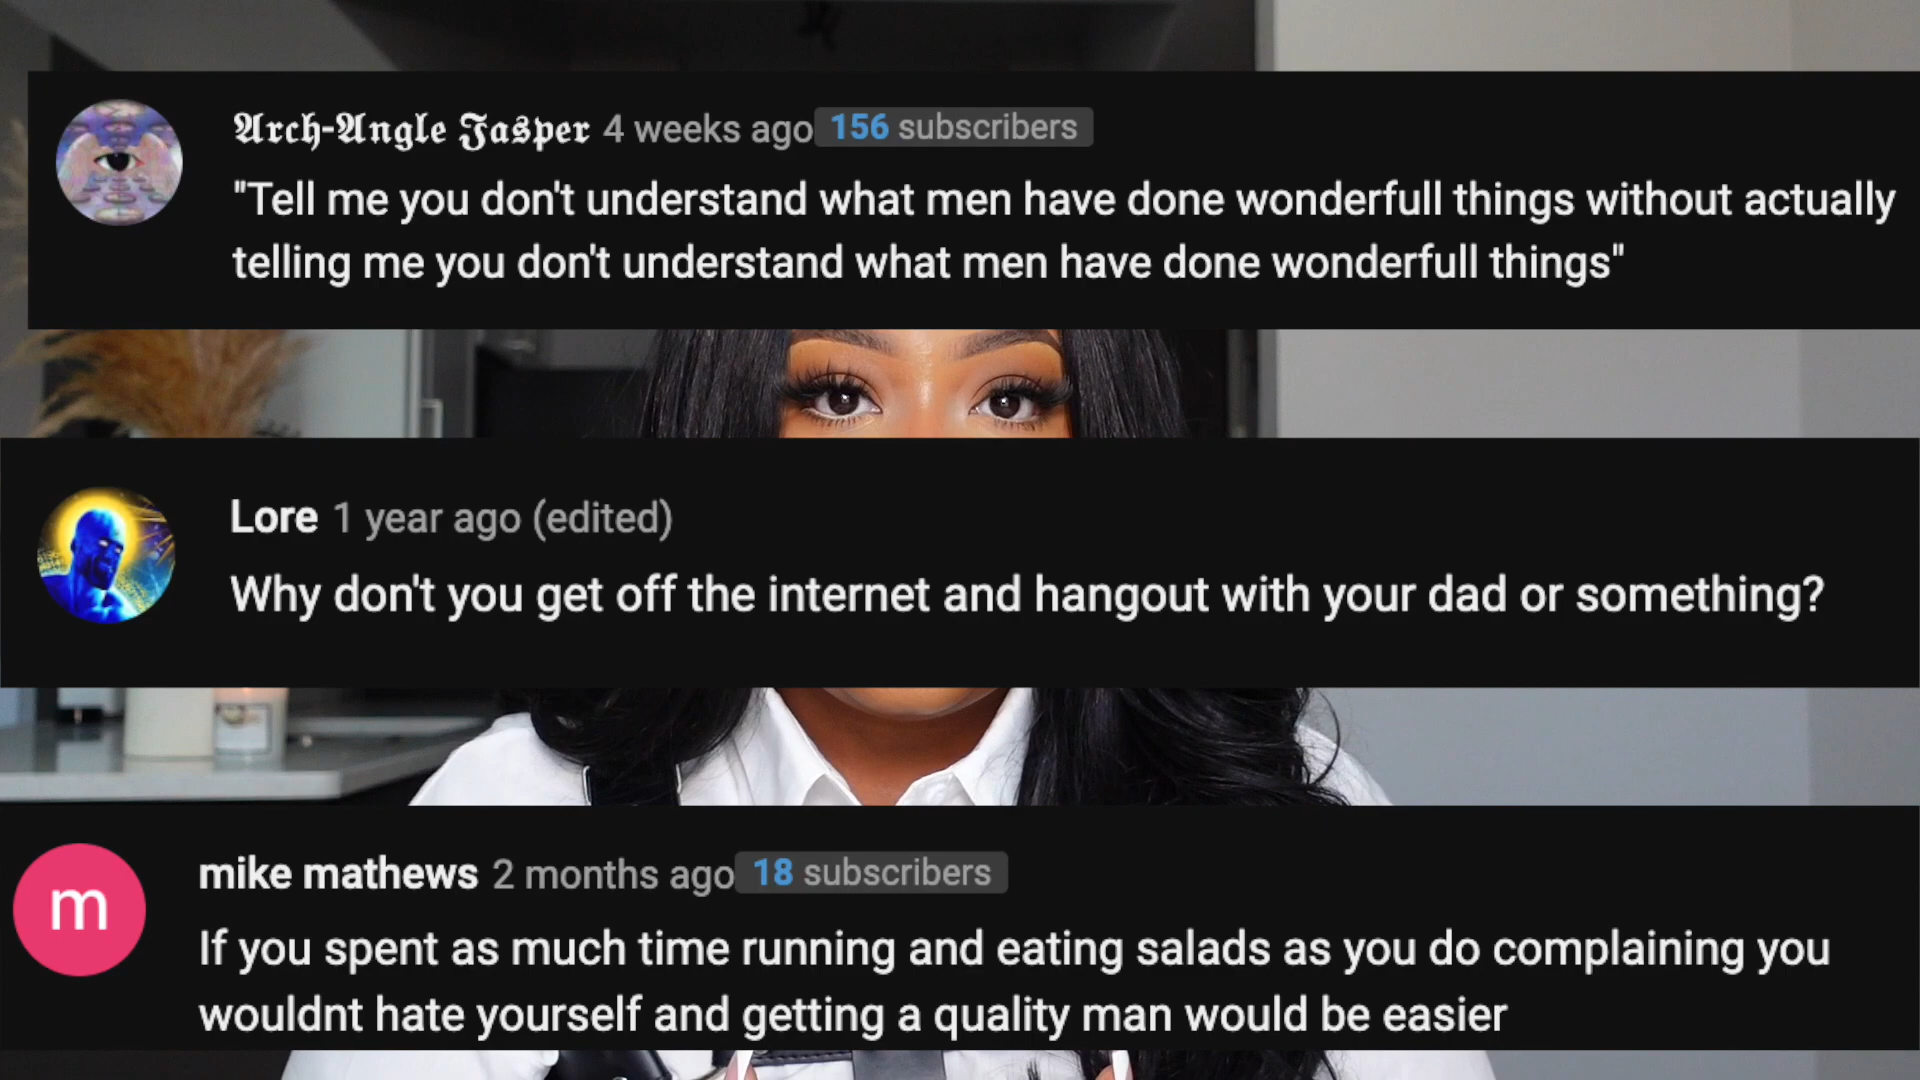 𝕬𝖗𝖈𝖍-𝕬𝖓𝖌𝖑𝖊 𝕵𝖆𝖘𝖕𝖊𝖗 4 weeks ago 156 subscribers
"Tell me you don't understand what men have done wonderfull things without actually
telling me you don't understand what men have done wonderfull things"
Lore 1 year ago (edited)
Why don't you get off the internet and hangout with your dad or something?
m
mike mathews 2 months ago 18 subscribers
If you spent as much time running and eating salads as you do complaining you
wouldnt hate yourself and getting a quality man would be easier